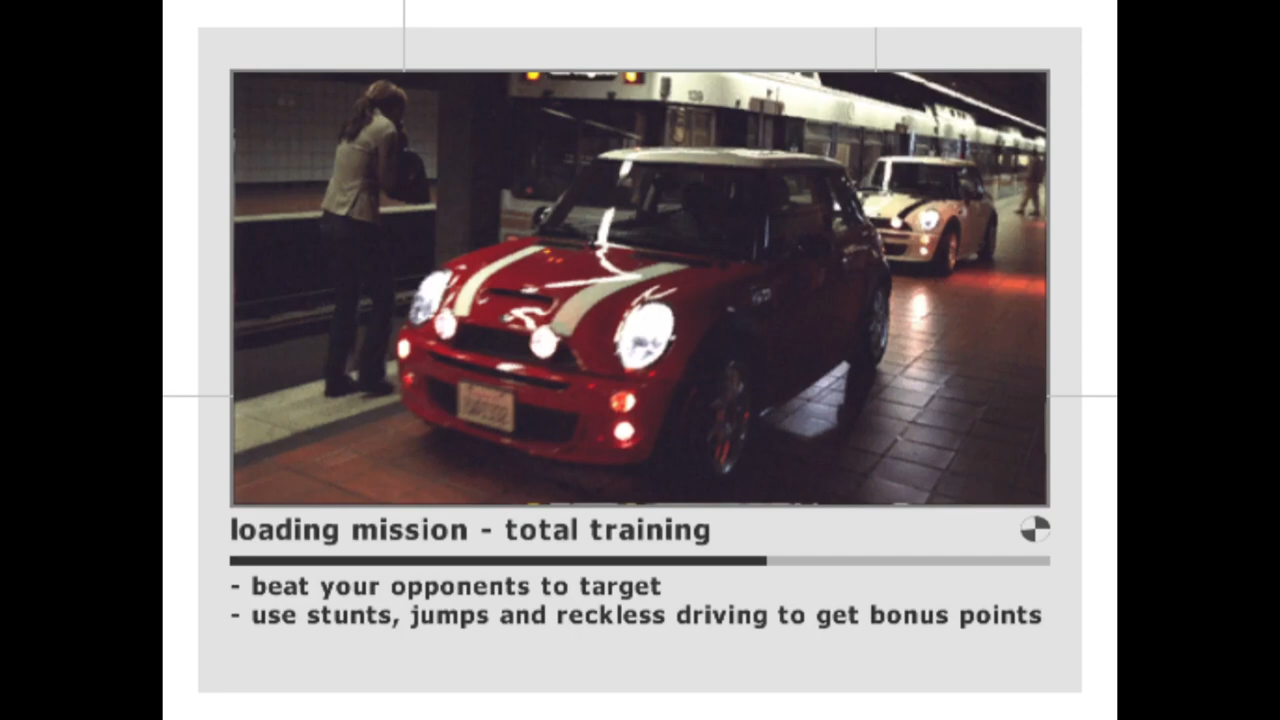 loading mission - total training
- beat your opponents to target
- use stunts, jumps and reckless driving to get bonus points